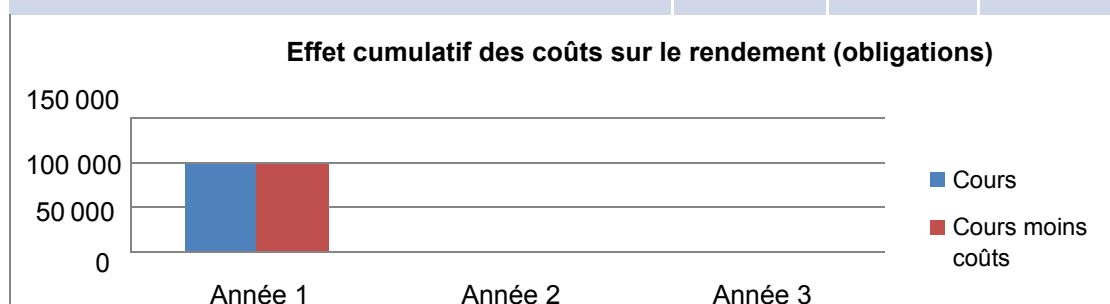 Effet cumulatif des coûts sur le rendement (obligations)
150 000
100 000
50 000
0
Année 1 Année 2 Année 3
Cours
Cours moins
coûts